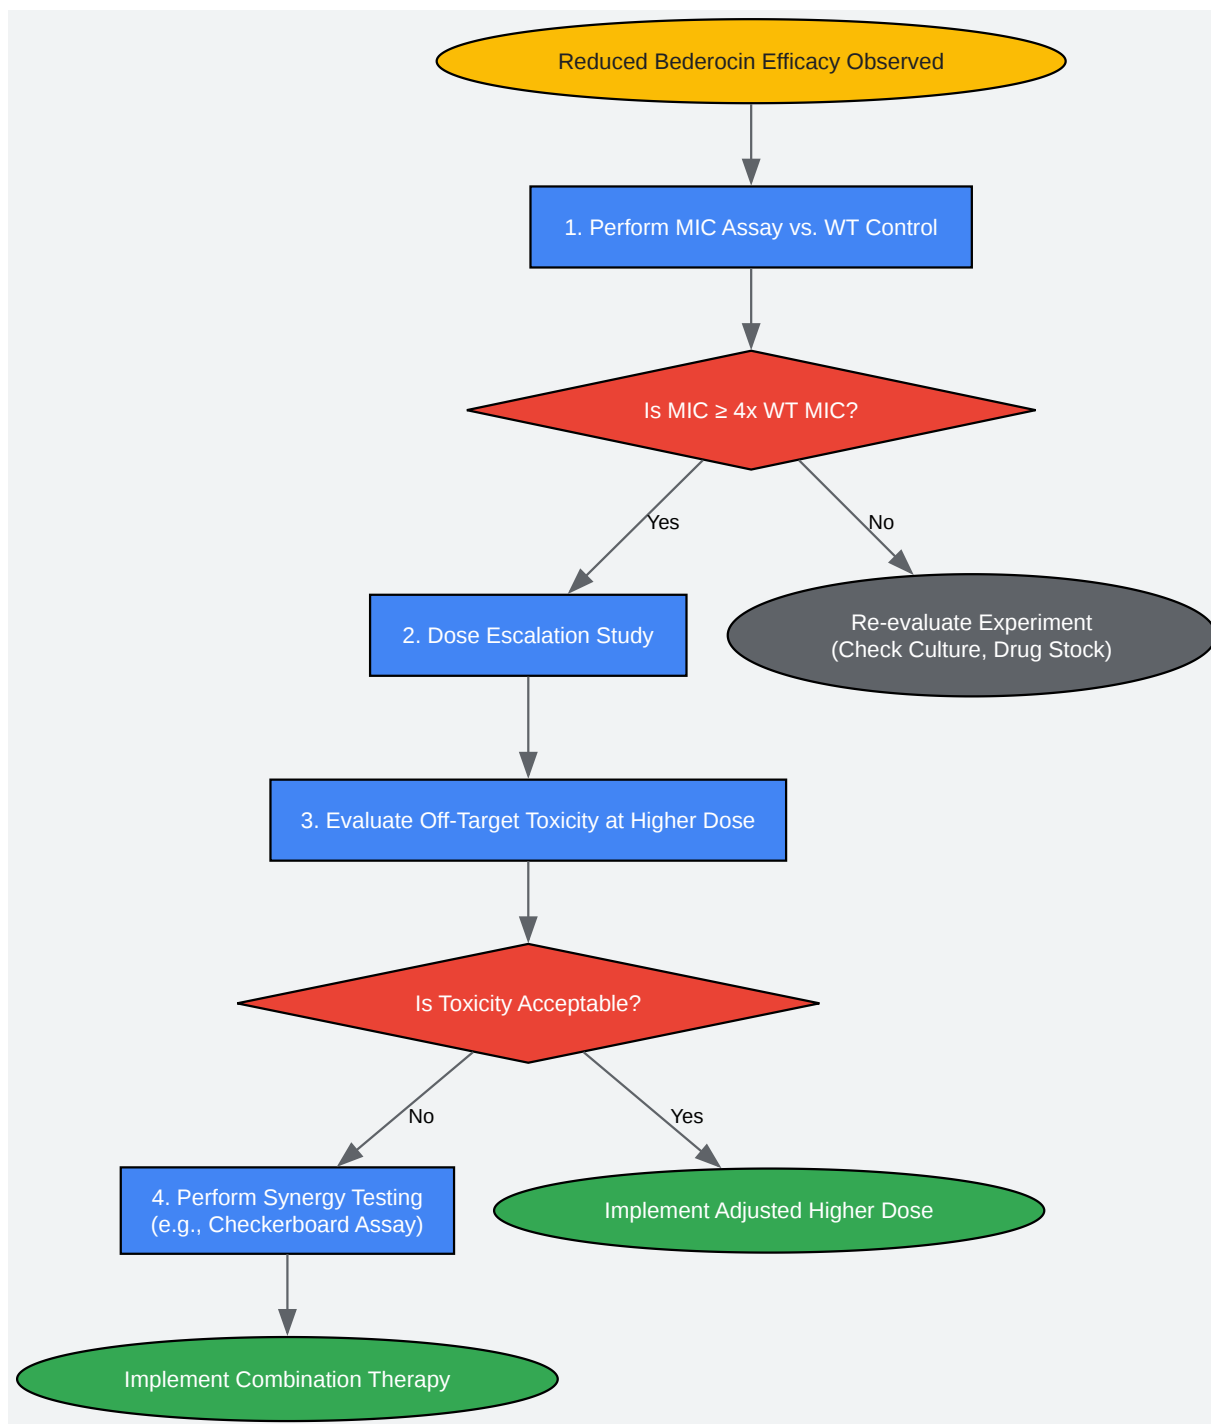 Reduced Bederocin Efficacy Observed
1. Perform MIC Assay vs. WT Control
Is MIC ≥ 4x WT MIC?
Yes
No
2. Dose Escalation Study
Re-evaluate Experiment
(Check Culture, Drug Stock)
3. Evaluate Off-Target Toxicity at Higher Dose
Is Toxicity Acceptable?
No
Yes
4. Perform Synergy Testing
(e.g., Checkerboard Assay)
Implement Adjusted Higher Dose
Implement Combination Therapy